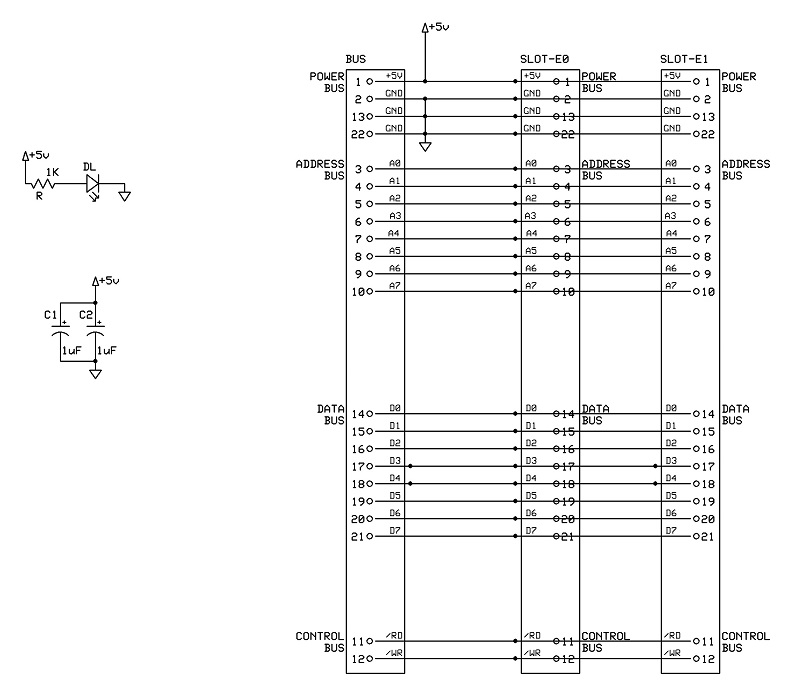 +5v
BUS SLOT-E0 SLOT-E1
POWER BUS 1 +5V +5V 1 POWER BUS +5V 1 POWER BUS
2 GND GND 2 GND 2
13 GND GND 13 GND 13
22 GND GND 22 GND 22
+5v
1K
R
DL
ADDRESS BUS 3 A0 A0 3 ADDRESS BUS A0 3 ADDRESS BUS
4 A1 A1 4 A1 4
5 A2 A2 5 A2 5
6 A3 A3 6 A3 6
7 A4 A4 7 A4 7
8 A5 A5 8 A5 8
9 A6 A6 9 A6 9
10 A7 A7 10 A7 10
+5v
C1 C2
1uF 1uF
DATA BUS 14 D0 D0 14 DATA BUS D0 14 DATA BUS
15 D1 D1 15 D1 15
16 D2 D2 16 D2 16
17 D3 D3 17 D3 17
18 D4 D4 18 D4 18
19 D5 D5 19 D5 19
20 D6 D6 20 D6 20
21 D7 D7 21 D7 21
CONTROL BUS 11 /RD /RD 11 CONTROL BUS /RD 11 CONTROL BUS
12 /WR /WR 12 /WR 12